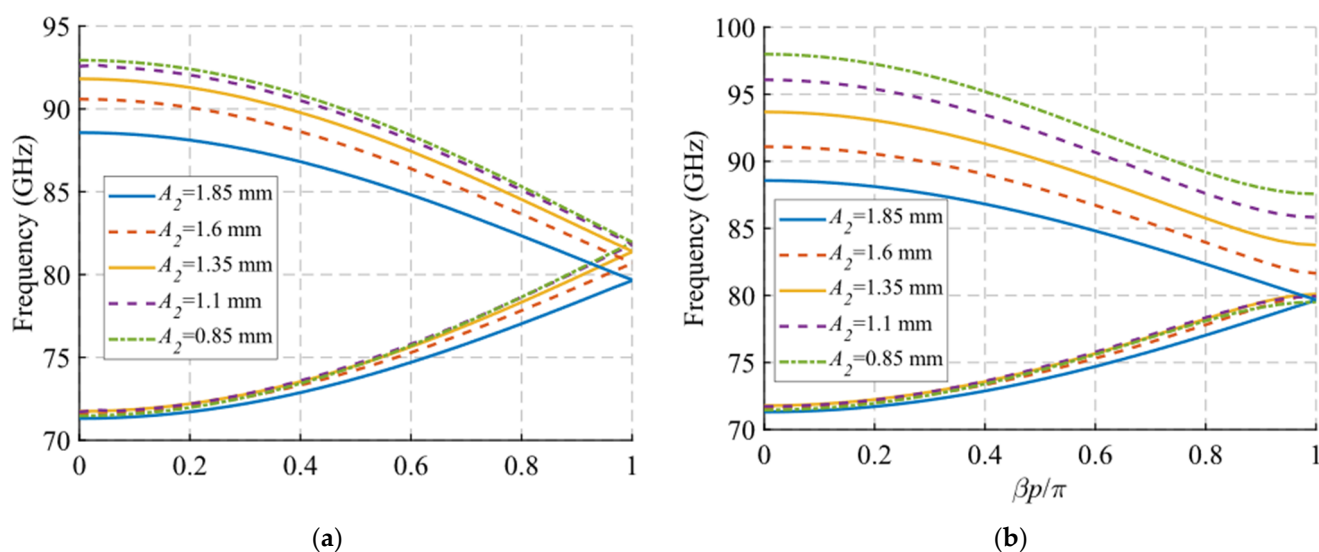 95
90
85
80
75
70
Frequency (GHz)
A2=1.85 mm
A2=1.6 mm
A2=1.35 mm
A2=1.1 mm
A2=0.85 mm
0 0.2 0.4 0.6 0.8 1
(a)
100
95
90
85
80
75
70
Frequency (GHz)
A2=1.85 mm
A2=1.6 mm
A2=1.35 mm
A2=1.1 mm
A2=0.85 mm
0 0.2 0.4 0.6 0.8 1
βp/π
(b)